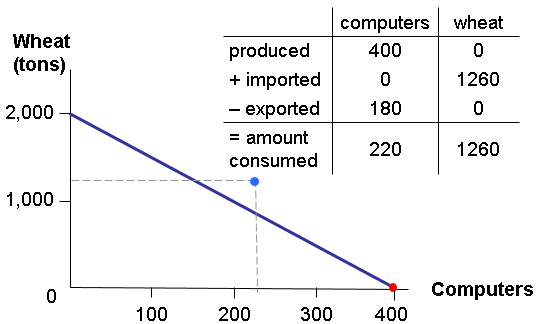 computers wheat
produced 400 0
+ imported 0 1260
– exported 180 0
= amount
consumed 220 1260
Wheat
(tons)
2,000
1,000
0
100 200 300 400
Computers